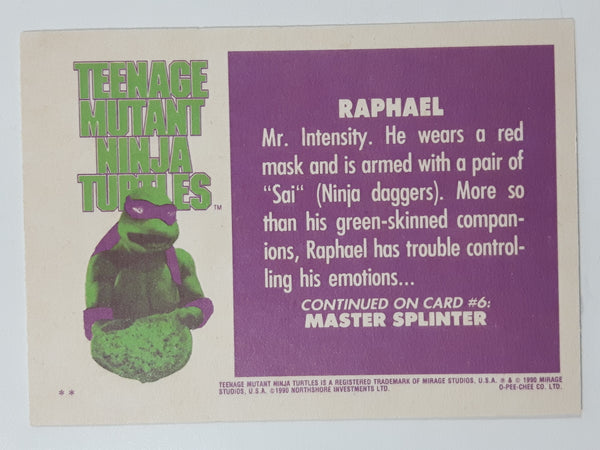 TEENAGE
MUTANT
NINJA
TURTLES
TM
RAPHAEL
Mr. Intensity. He wears a red
mask and is armed with a pair of
"Sai" (Ninja daggers). More so
than his green-skinned compan-
ions, Raphael has trouble control-
ling his emotions...
CONTINUED ON CARD #6:
MASTER SPLINTER
* *
TEENAGE MUTANT NINJA TURTLES IS A REGISTERED TRADEMARK OF MIRAGE STUDIOS, U.S.A. ® & © 1990 MIRAGE
STUDIOS, U.S.A. ©1990 NORTHSHORE INVESTMENTS LTD. O-PEE-CHEE CO. LTD.